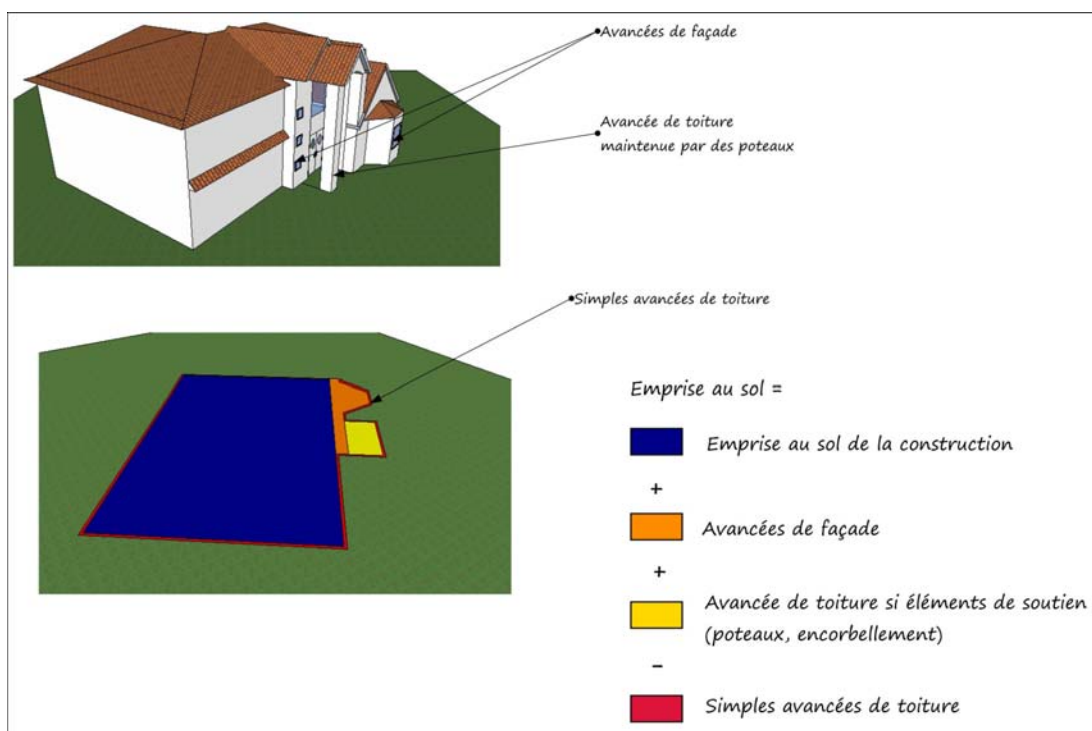 Avancées de façade
Avancée de toiture
maintenue par des poteaux
Simples avancées de toiture
Emprise au sol =
Emprise au sol de la construction
+
Avancées de façade
+
Avancée de toiture si éléments de soutien
(poteaux, encorbellement)
-
Simples avancées de toiture